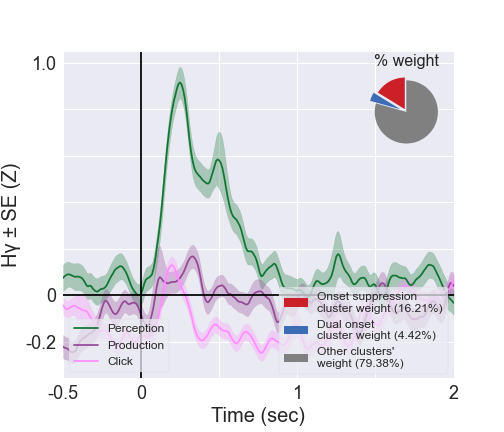 % weight
1.0
0
-0.2
Hγ ± SE (Z)
Perception
Production
Click
Onset suppression
cluster weight (16.21%)
Dual onset
cluster weight (4.42%)
Other clusters'
weight (79.38%)
-0.5
0
1
2
Time (sec)